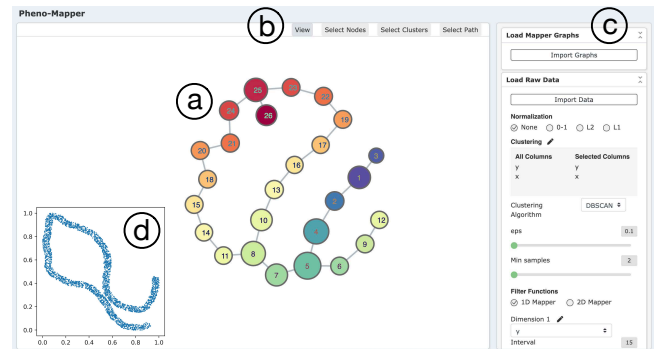 Pheno-Mapper
b
View Select Nodes Select Clusters Select Path
c
Load Mapper Graphs
Import Graphs
Load Raw Data
Import Data
Normalization
None 0-1 L2 L1
Clustering
All Columns Selected Columns
y y
x x
Clustering
Algorithm
DBSCAN
eps 0.1
Min samples 2
Filter Functions
1D Mapper 2D Mapper
Dimension 1
y
Interval 15
a
25
26
19
20
21
17
16
3
1
18
13
2
15
10
12
14
4
9
8
11
5
6
7
d
1.0
0.8
0.6
0.4
0.2
0.0
0.0 0.2 0.4 0.6 0.8 1.0